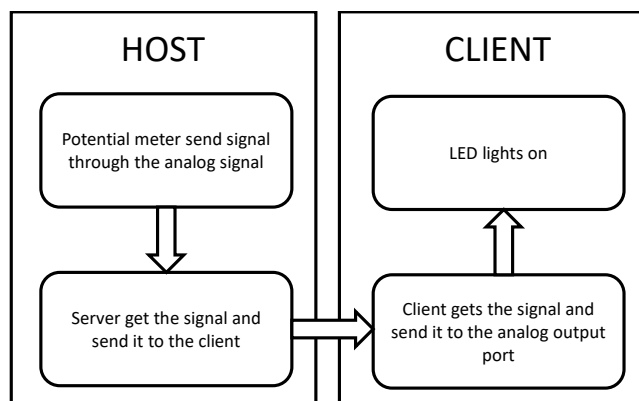 HOST
Potential meter send signal
through the analog signal
Server get the signal and
send it to the client
CLIENT
LED lights on
Client gets the signal and
send it to the analog output
port